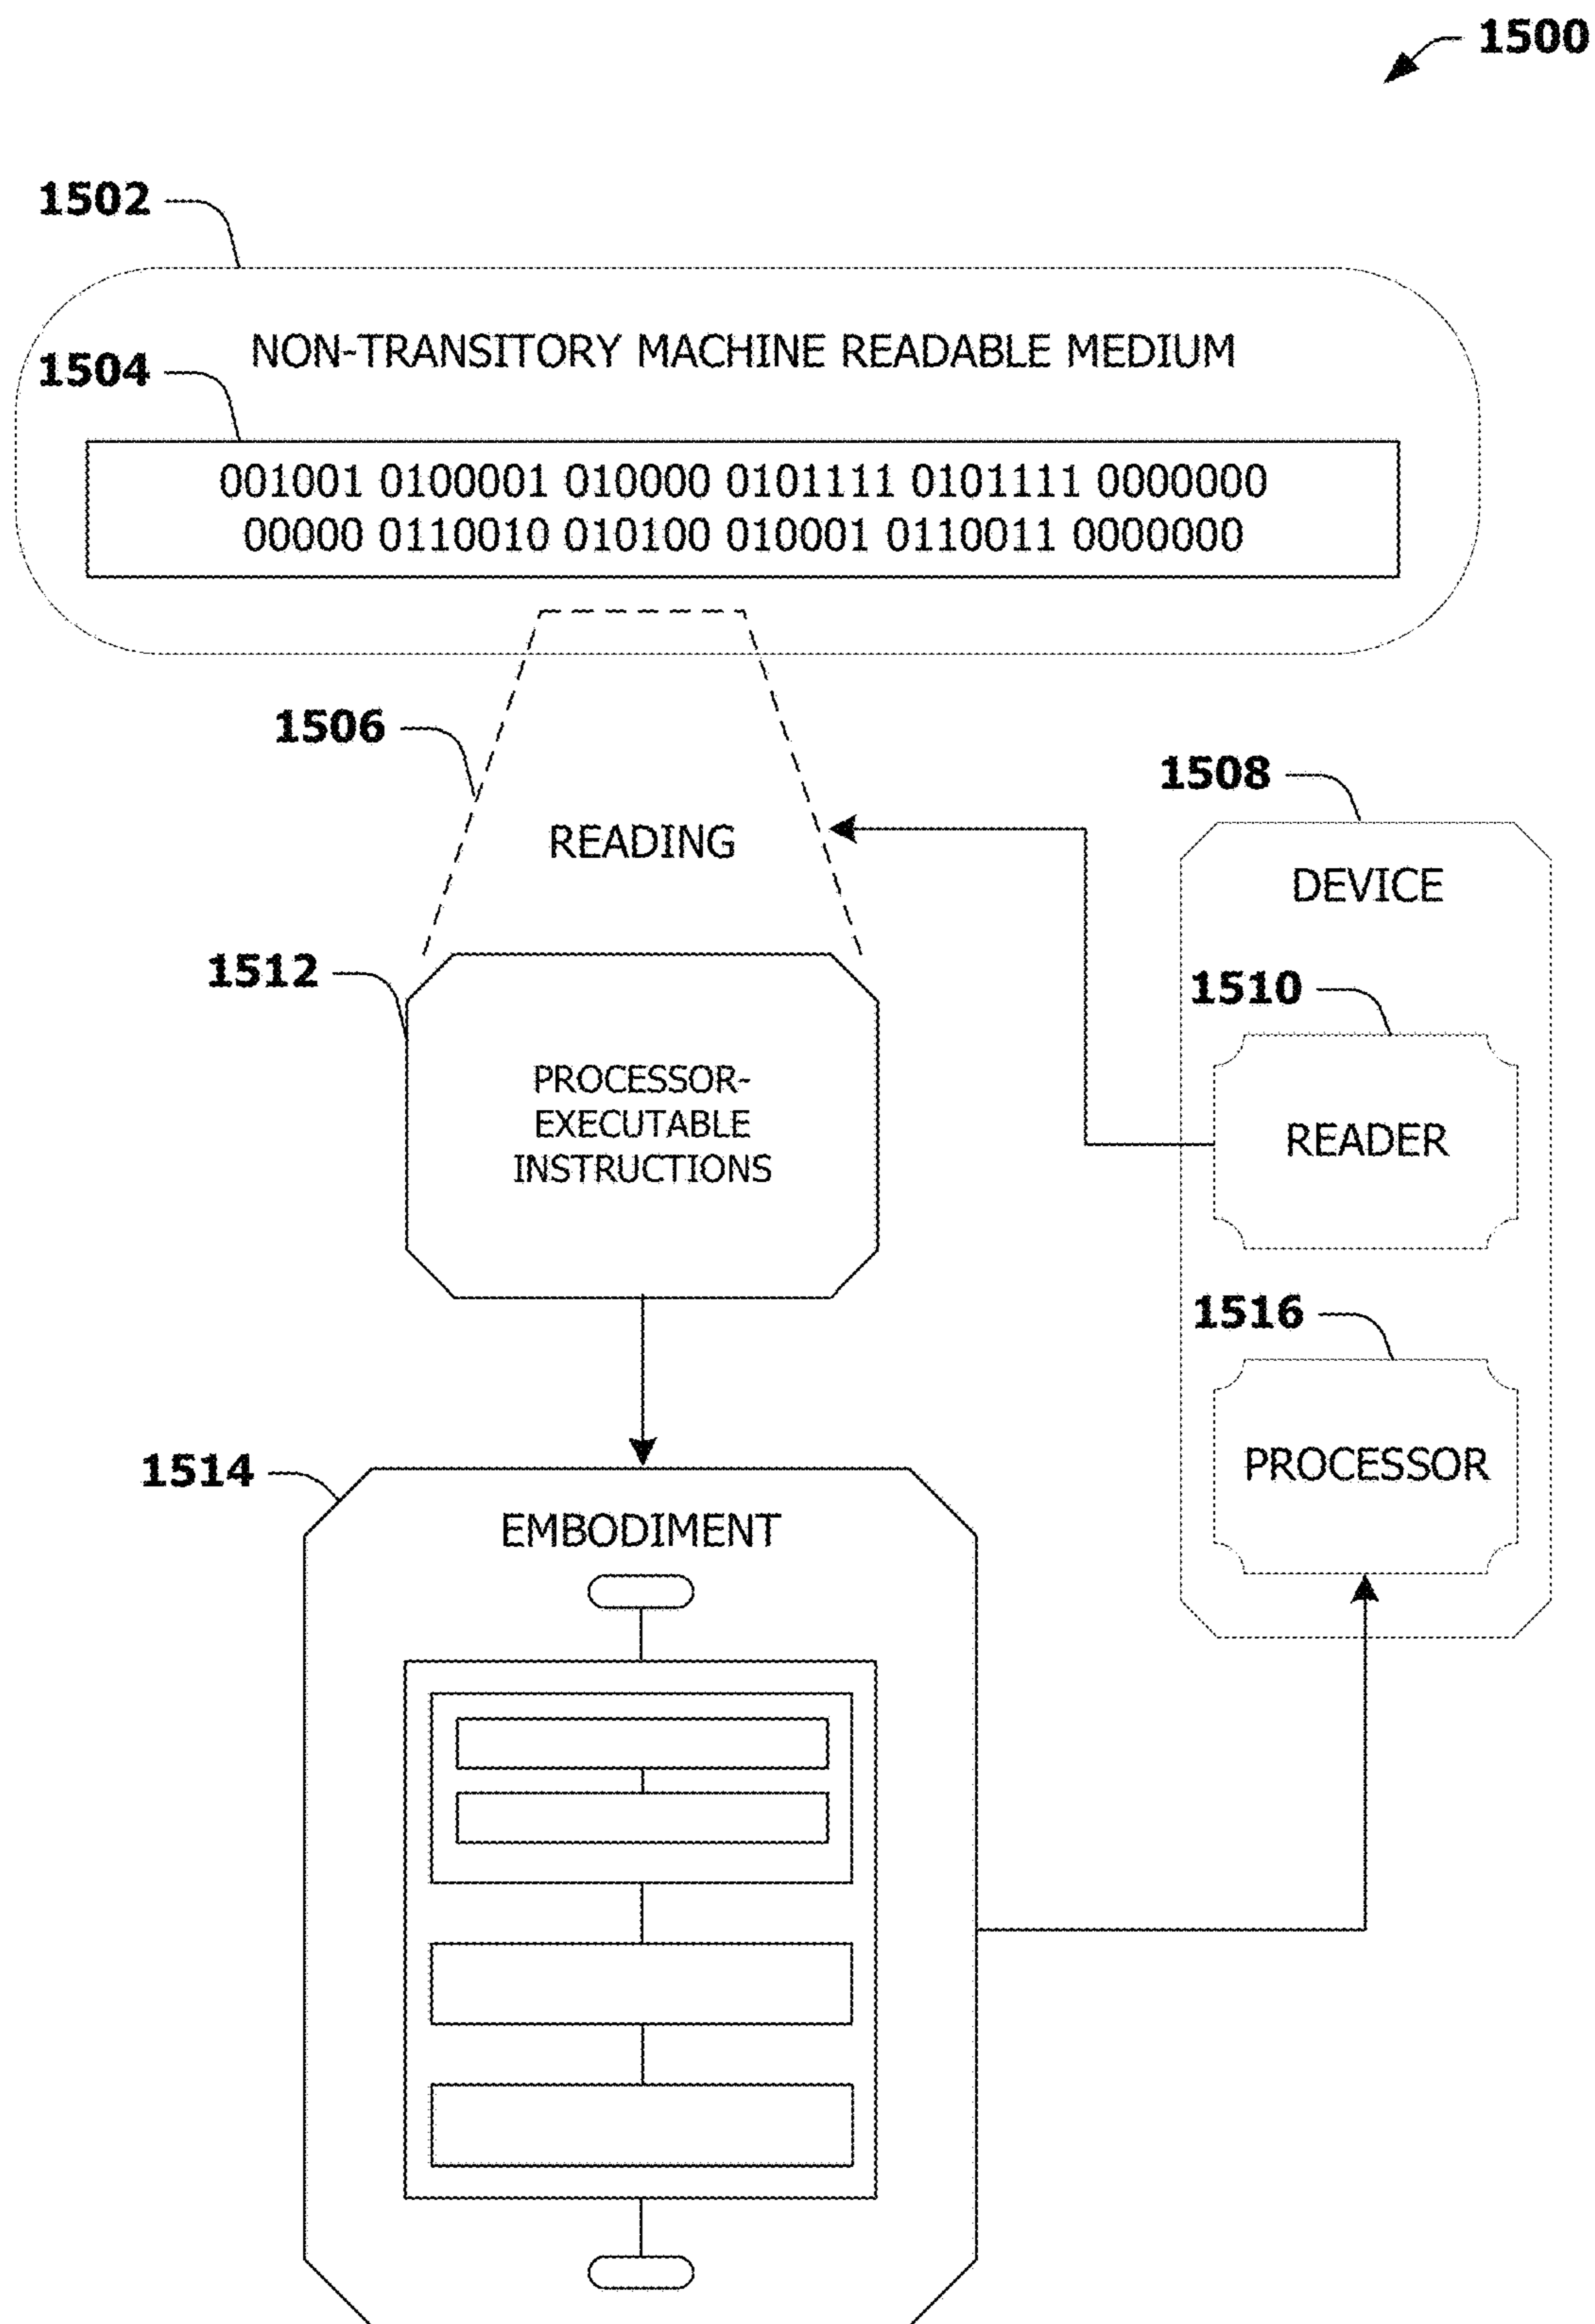 1500
1502
NON-TRANSITORY MACHINE READABLE MEDIUM
1504
001001 0100001 010000 0101111 0101111 0000000
00000 0110010 010100 010001 0110011 0000000
1506
READING
1508
DEVICE
1512
PROCESSOR-
EXECUTABLE
INSTRUCTIONS
1510
READER
1516
PROCESSOR
1514
EMBODIMENT